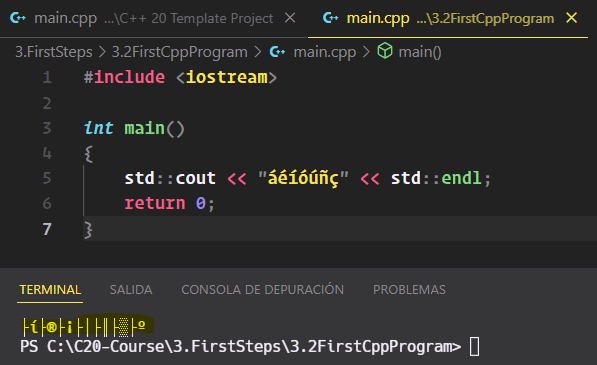 main.cpp ...\C++ 20 Template Project main.cpp ...\3.2FirstCppProgram ×
3.FirstSteps > 3.2FirstCppProgram > main.cpp > main()
1 #include <iostream>
2
3 int main()
4 {
5 std::cout << "áéíóúñç" << std::endl;
6 return 0;
7 }
TERMINAL SALIDA CONSOLA DE DEPURACIÓN PROBLEMAS
├í├®├¡├│├║├▒├º
PS C:\C20-Course\3.FirstSteps\3.2FirstCppProgram>